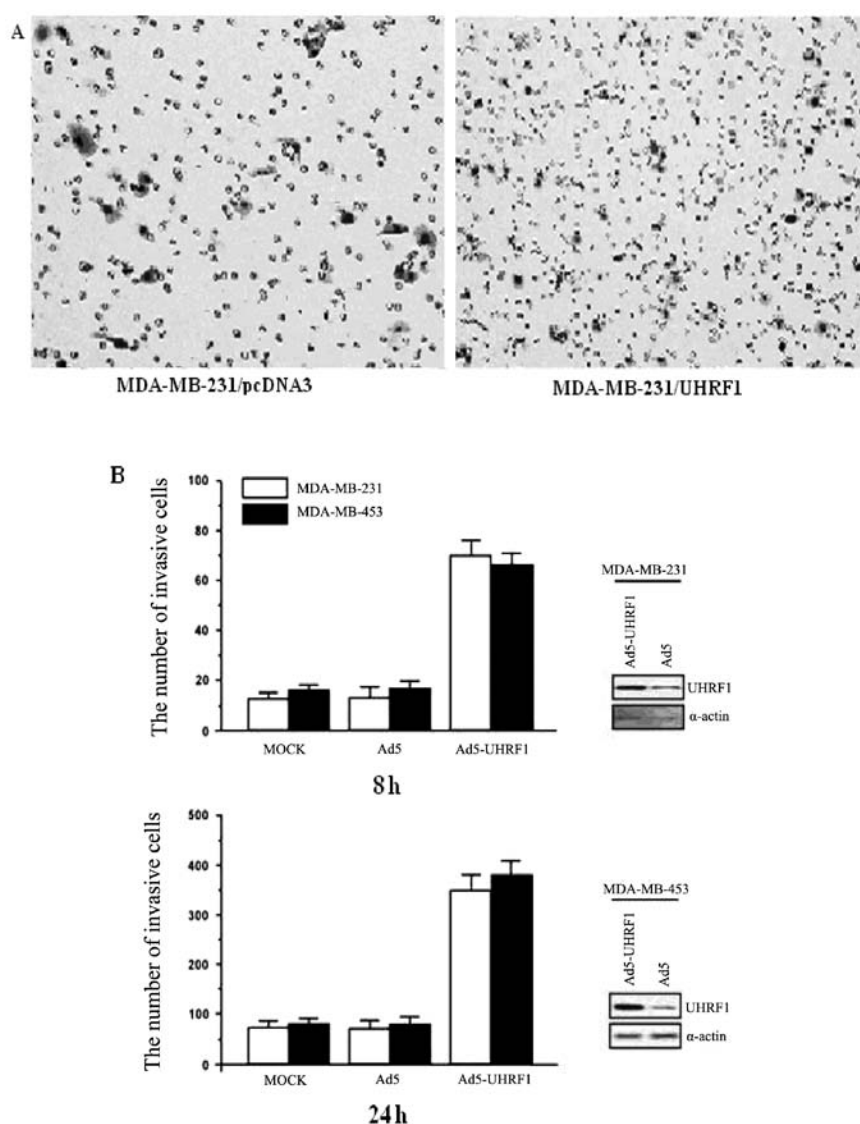 A
MDA-MB-231/pcDNA3
MDA-MB-231/UHRF1
B
The number of invasive cells
100
80
60
40
20
0
MDA-MB-231
MDA-MB-453
MOCK
Ad5
Ad5-UHRF1
8h
MDA-MB-231
Ad5-UHRF1
Ad5
UHRF1
α-actin
The number of invasive cells
500
400
300
200
100
0
MOCK
Ad5
Ad5-UHRF1
24h
MDA-MB-453
Ad5-UHRF1
Ad5
UHRF1
α-actin